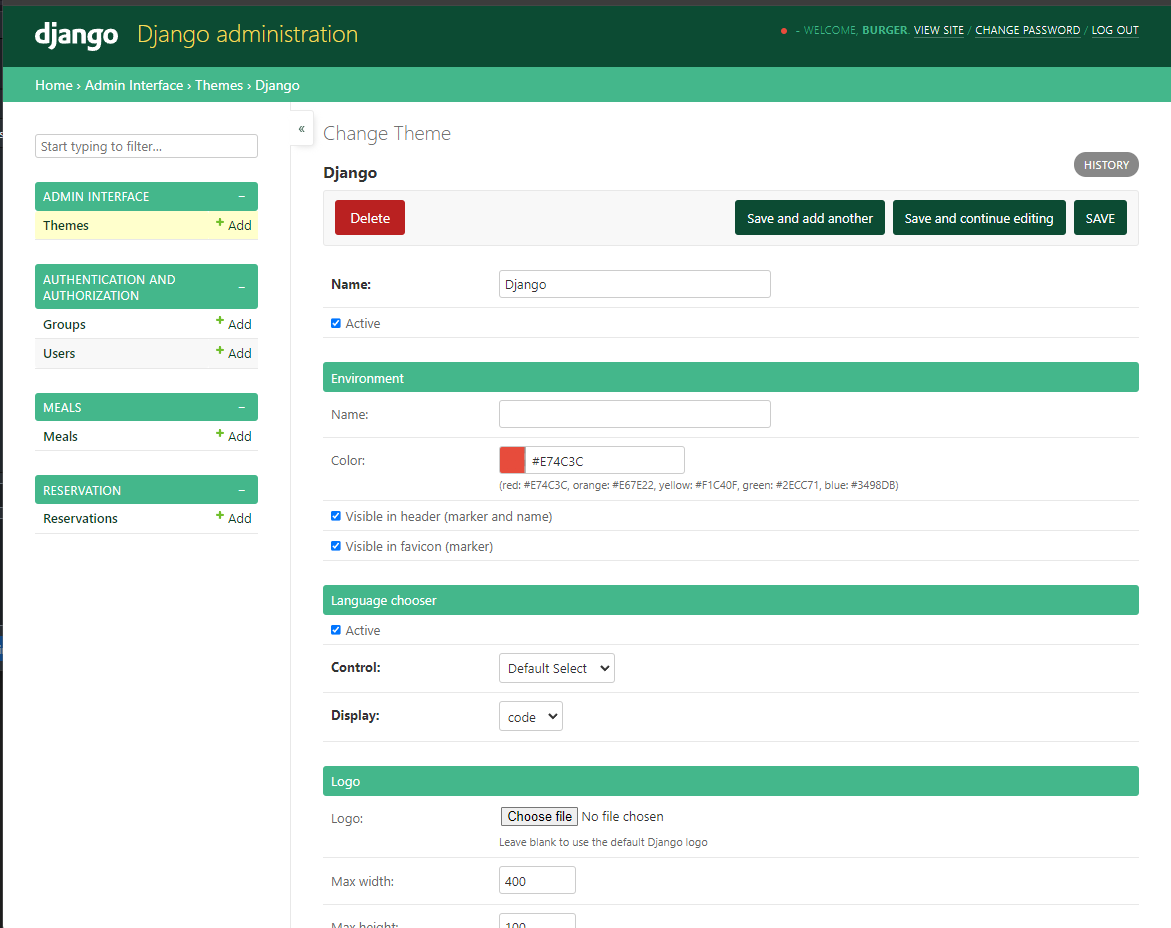 django Django administration
- WELCOME, BURGER. VIEW SITE / CHANGE PASSWORD / LOG OUT
Home › Admin Interface › Themes › Django
Start typing to filter...
ADMIN INTERFACE –
Themes + Add
AUTHENTICATION AND
AUTHORIZATION –
Groups + Add
Users + Add
MEALS –
Meals + Add
RESERVATION –
Reservations + Add
«
Change Theme
Django
HISTORY
Delete Save and add another Save and continue editing SAVE
Name: Django
Active
Environment
Name:
Color: #E74C3C
(red: #E74C3C, orange: #E67E22, yellow: #F1C40F, green: #2ECC71, blue: #3498DB)
Visible in header (marker and name)
Visible in favicon (marker)
Language chooser
Active
Control: Default Select
Display: code
Logo
Logo: Choose file No file chosen
Leave blank to use the default Django logo
Max width: 400
Max height: 100